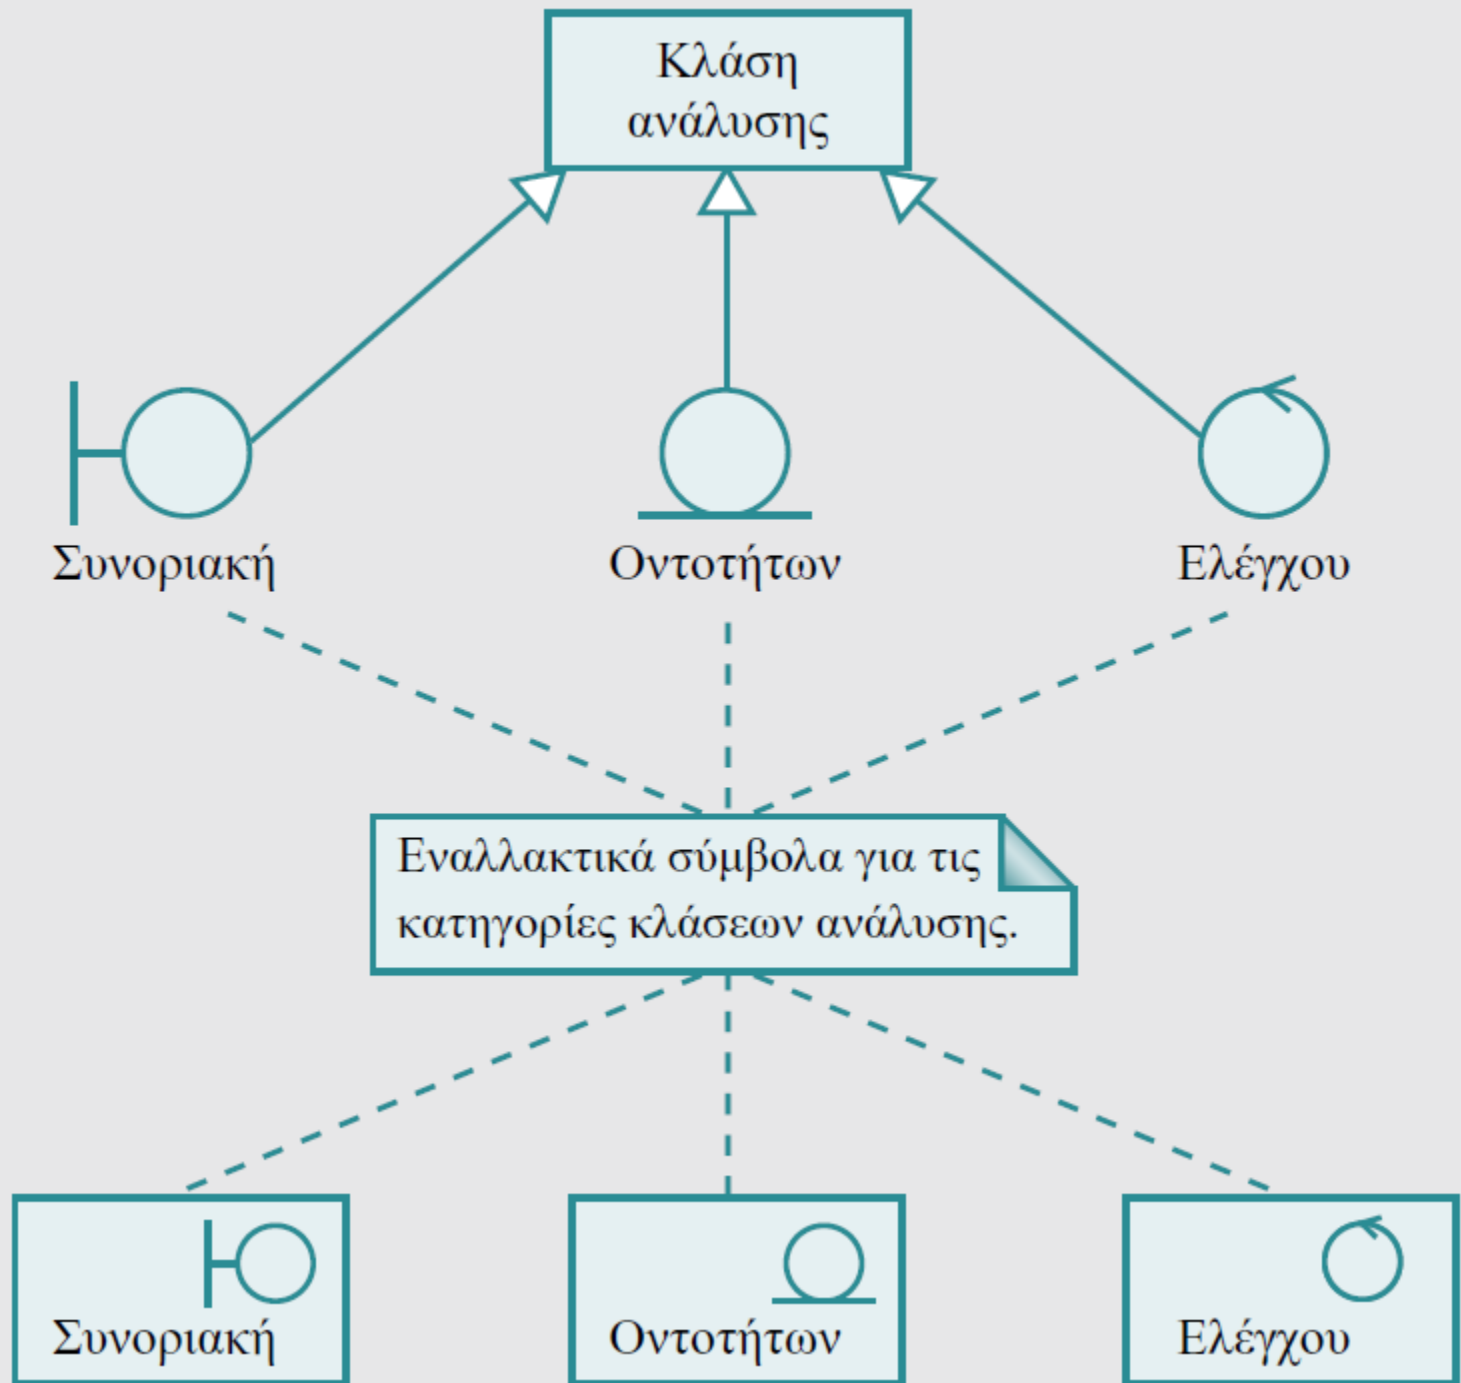 Κλάση
ανάλυσης
Συνοριακή
Οντοτήτων
Ελέγχου
Εναλλακτικά σύμβολα για τις
κατηγορίες κλάσεων ανάλυσης.
Συνοριακή
Οντοτήτων
Ελέγχου